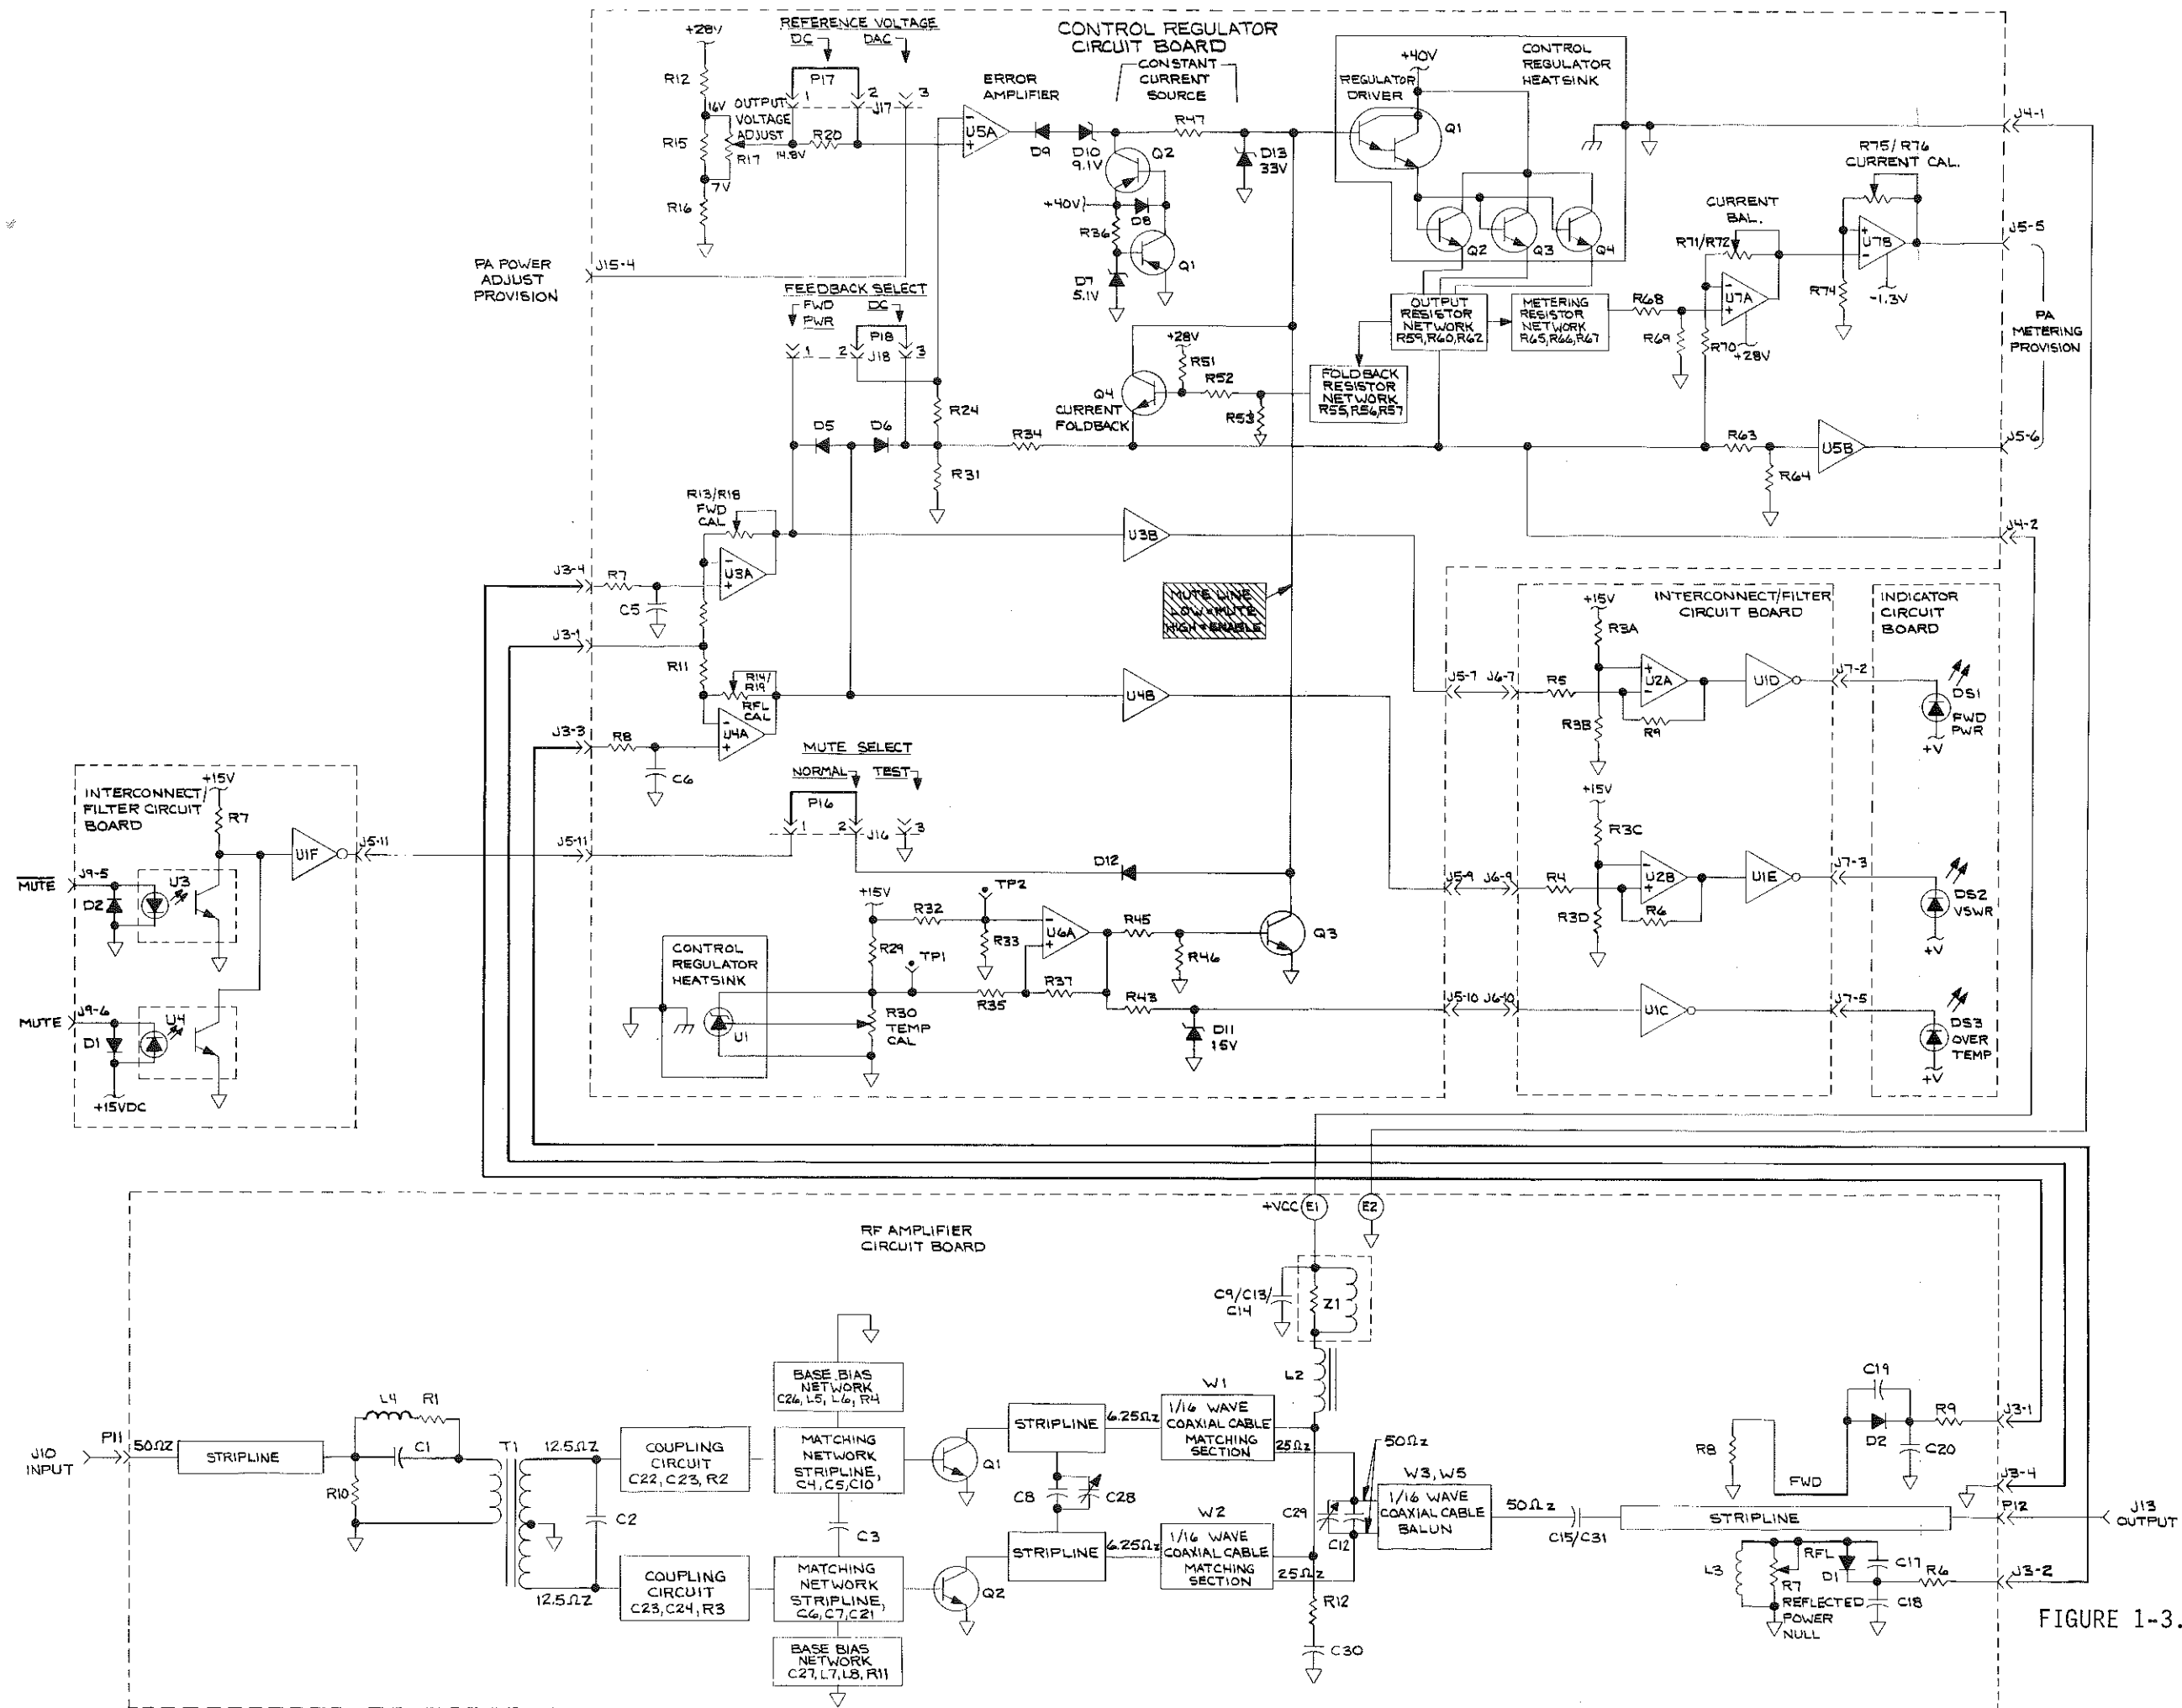 REFERENCE VOLTAGE
DC
DAC
+28V
R12
P17
1
2
3
J17
16V
OUTPUT
VOLTAGE
ADJUST
R15
R17
14.8V
R20
7V
R16
ERROR
AMPLIFIER
U5A
CONTROL REGULATOR
CIRCUIT BOARD
CONSTANT
CURRENT
SOURCE
R47
D9
D10
9.1V
Q2
D13
33V
+40V
D8
R36
Q1
D7
5.1V
+40V
REGULATOR
DRIVER
Q1
CONTROL
REGULATOR
HEATSINK
Q2
Q3
Q4
J4-1
R75/R76
CURRENT CAL.
CURRENT
BAL.
R71/R72
U7B
J5-5
-1.3V
R74
U7A
+28V
R68
R69
R70
PA
METERING
PROVISION
PA POWER
ADJUST
PROVISION
J15-4
FEEDBACK SELECT
FWD
PWR
DC
P18
1
2
3
J18
OUTPUT
RESISTOR
NETWORK
R59,R60,R62
METERING
RESISTOR
NETWORK
R65,R66,R67
+28V
R51
R52
R53
FOLDBACK
RESISTOR
NETWORK
R55,R56,R57
Q4
CURRENT
FOLDBACK
R24
D5
D6
R34
R31
R63
R64
U5B
J5-6
J4-2
R13/R18
FWD
CAL
U3A
U3B
J3-4
R7
C5
J3-1
R11
R14/
R19
RFL
CAL
U4A
U4B
J3-3
R8
C6
MUTE LINE
LOW = MUTE
HIGH = ENABLE
MUTE SELECT
NORMAL
TEST
P16
1
2
3
J16
J5-11
D12
INTERCONNECT/
FILTER CIRCUIT
BOARD
+15V
R7
U1F
J5-11
MUTE
J9-5
D2
U3
MUTE
J9-6
D1
U4
+15VDC
+15V
R32
TP2
R29
TP1
R33
U6A
R45
R46
Q3
R35
R37
R43
D11
15V
CONTROL
REGULATOR
HEATSINK
U1
R30
TEMP
CAL
INTERCONNECT/FILTER
CIRCUIT BOARD
INDICATOR
CIRCUIT
BOARD
+15V
R3A
J5-7
J6-7
R5
U2A
U1D
J7-2
R3B
R9
DS1
FWD
PWR
+V
+15V
R3C
J5-9
J6-9
R4
U2B
U1E
J7-3
R3D
R6
DS2
VSWR
+V
J5-10
J6-10
U1C
J7-5
DS3
OVER
TEMP
+V
RF AMPLIFIER
CIRCUIT BOARD
+VCC
E1
E2
C9/C13/
C14
Z1
L2
J10
INPUT
P11
50Ωz
STRIPLINE
L4
R1
C1
R10
T1
12.5Ωz
C2
12.5Ωz
COUPLING
CIRCUIT
C22, C23, R2
COUPLING
CIRCUIT
C23, C24, R3
BASE BIAS
NETWORK
C26, L5, L6, R4
MATCHING
NETWORK
STRIPLINE,
C4, C5, C10
C3
MATCHING
NETWORK
STRIPLINE,
C6, C7, C21
BASE BIAS
NETWORK
C27, L7, L8, R11
Q1
Q2
STRIPLINE
C8
C28
STRIPLINE
6.25Ωz
6.25Ωz
W1
1/16 WAVE
COAXIAL CABLE
MATCHING
SECTION
25Ωz
W2
1/16 WAVE
COAXIAL CABLE
MATCHING
SECTION
25Ωz
R12
C30
50Ωz
C29
C12
W3, W5
1/16 WAVE
COAXIAL CABLE
BALUN
50Ωz
C15/C31
STRIPLINE
R8
FWD
C19
D2
R9
C20
J3-1
J3-4
P12
J13
OUTPUT
L3
R7
REFLECTED
POWER
NULL
RFL
D1
C17
C18
R6
J3-2
FIGURE 1-3.